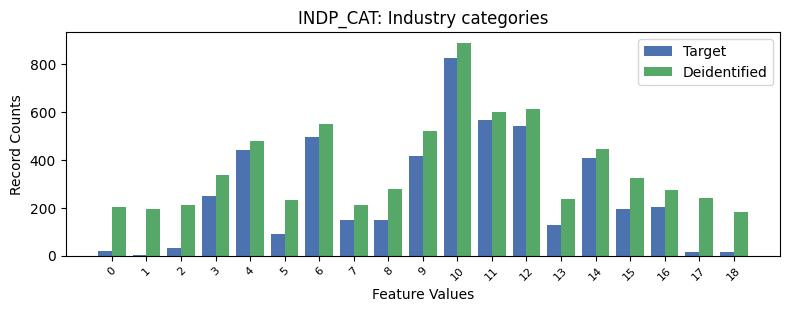 INDP_CAT: Industry categories
Target
Deidentified
Record Counts
800
600
400
200
0
0 1 2 3 4 5 6 7 8 9 10 11 12 13 14 15 16 17 18
Feature Values